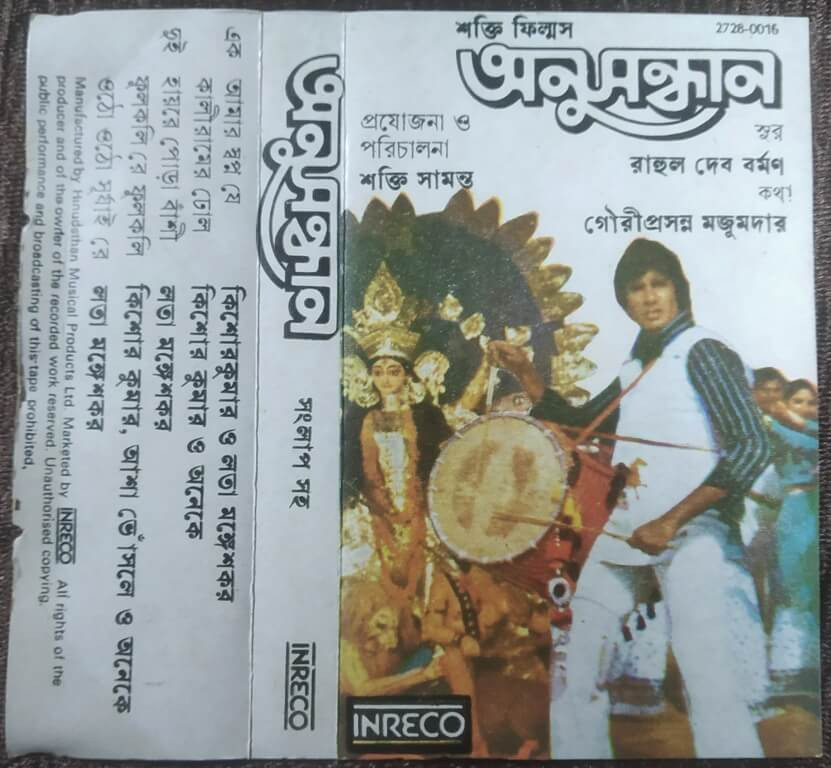 শক্তি ফিল্মস
2728-0016
অনুসন্ধান
প্রযোজনা ও
পরিচালনা
শক্তি সামন্ত
সুর
রাহুল দেব বর্মণ
কথা
গৌরীপ্রসন্ন মজুমদার
INRECO
অনুসন্ধান
সংলাপ সহ
INRECO
এক আমার স্বপ্ন যে কিশোরকুমার ও লতা মঙ্গেশকর
কালীরামের ঢোল কিশোর কুমার ও অনেকে
দুই হায়রে পোড়া বাঁশী লতা মঙ্গেশকর
ফুলকলি রে ফুলকলি কিশোর কুমার, আশা ভোঁসলে ও অনেকে
ওঠো ওঠো সূর্যাই রে লতা মঙ্গেশকর
Manufactured by Hinudsthan Musical Products Ltd. Marketed by INRECO All rights of the
producer and of the owner of the recorded work reserved. Unauthorised copying,
public performance and broadcasting of this tape prohibited.